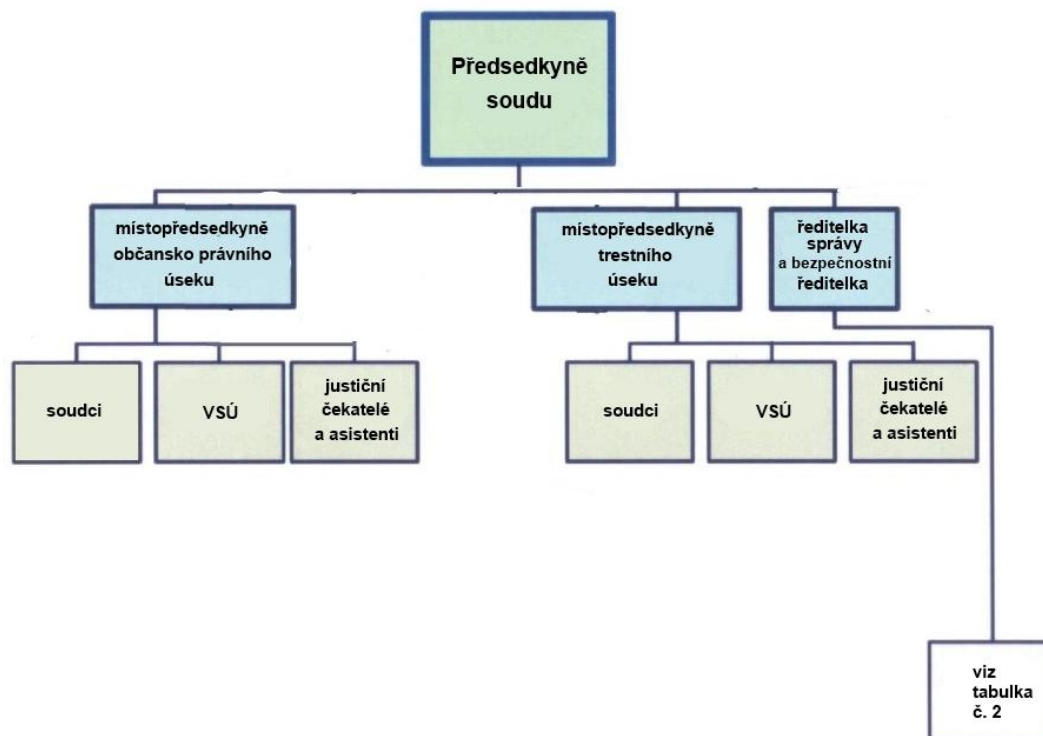 Předsedkyně
soudu
místopředsedkyně
občansko právního
úseku
místopředsedkyně
trestního
úseku
ředitelka
správy
a bezpečnostní
ředitelka
soudci
VSÚ
justiční
čekatelé
a asistenti
soudci
VSÚ
justiční
čekatelé
a asistenti
viz
tabulka
č. 2